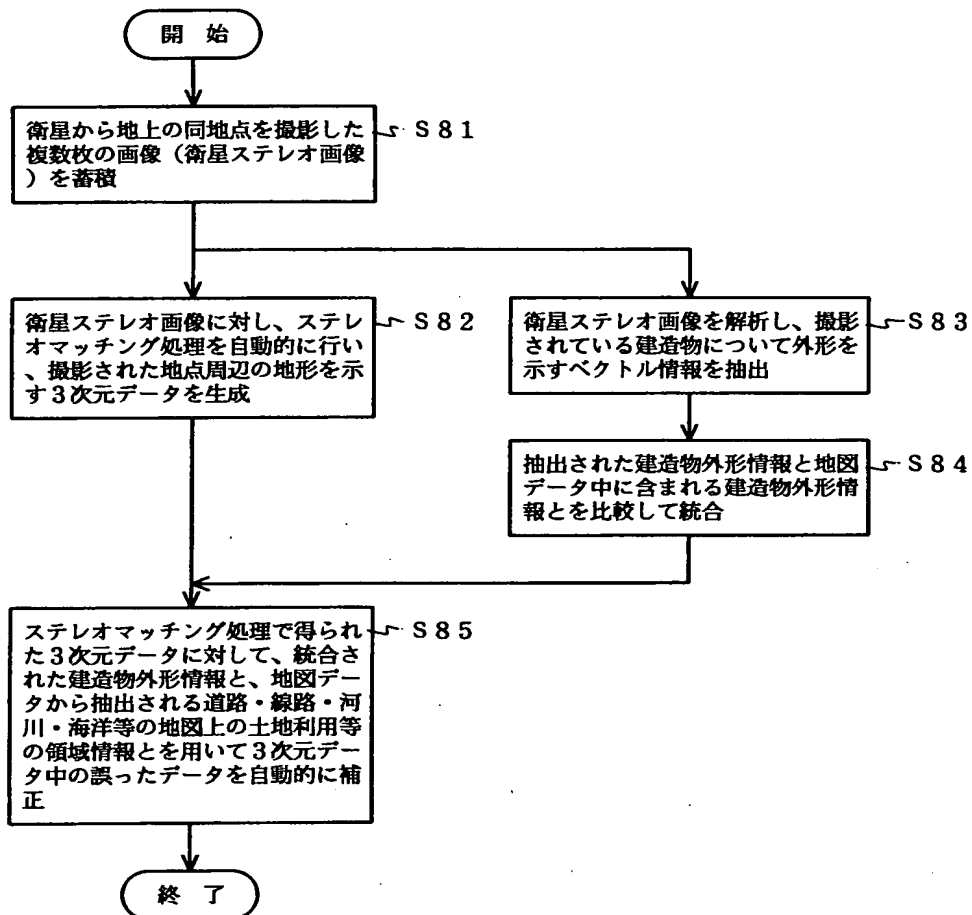 開 始
衛星から地上の同地点を撮影した
複数枚の画像（衛星ステレオ画像
）を蓄積
S81
衛星ステレオ画像に対し、ステレ
オマッチング処理を自動的に行い
、撮影された地点周辺の地形を示
す3次元データを生成
S82
衛星ステレオ画像を解析し、撮影
されている建造物について外形を
示すベクトル情報を抽出
S83
抽出された建造物外形情報と地図
データ中に含まれる建造物外形情
報とを比較して統合
S84
ステレオマッチング処理で得られ
た3次元データに対して、統合され
た建造物外形情報と、地図デー
タから抽出される道路・線路・河
川・海洋等の地図上の土地利用等
の領域情報とを用いて3次元デー
タ中の誤ったデータを自動的に補
正
S85
終 了